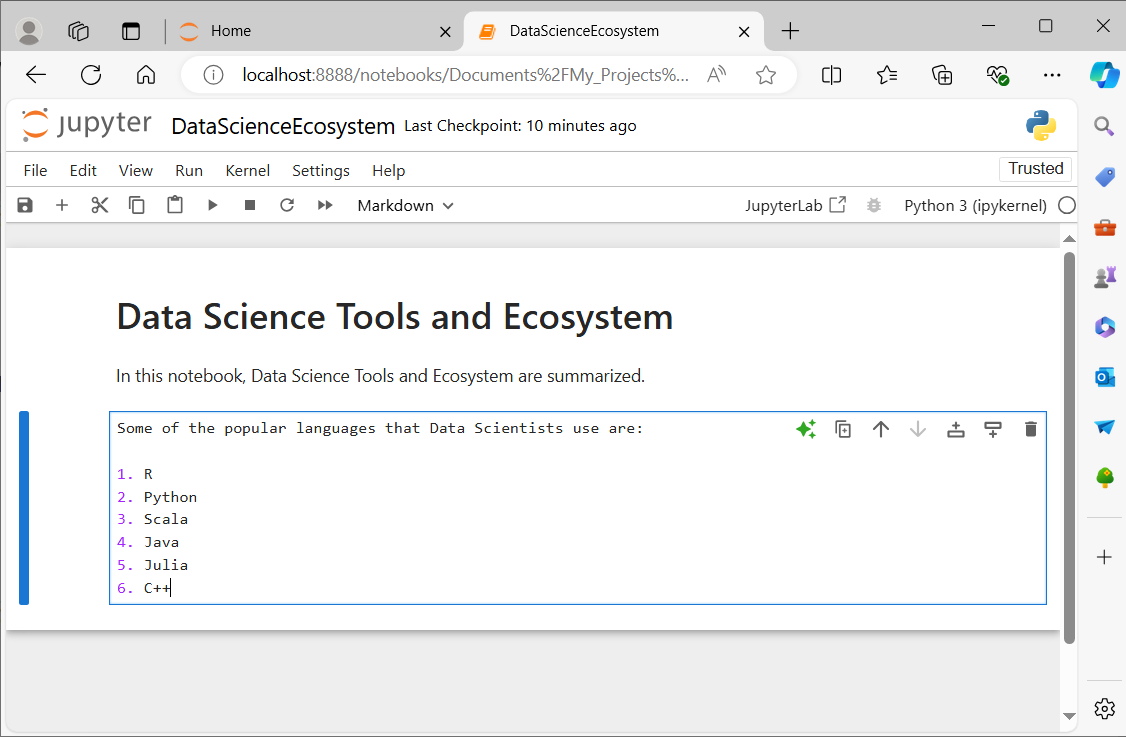 Home
DataScienceEcosystem
localhost:8888/notebooks/Documents%2FMy_Projects%...
jupyter DataScienceEcosystem Last Checkpoint: 10 minutes ago
File Edit View Run Kernel Settings Help Trusted
Markdown JupyterLab Python 3 (ipykernel)
Data Science Tools and Ecosystem
In this notebook, Data Science Tools and Ecosystem are summarized.
Some of the popular languages that Data Scientists use are:
1. R
2. Python
3. Scala
4. Java
5. Julia
6. C++